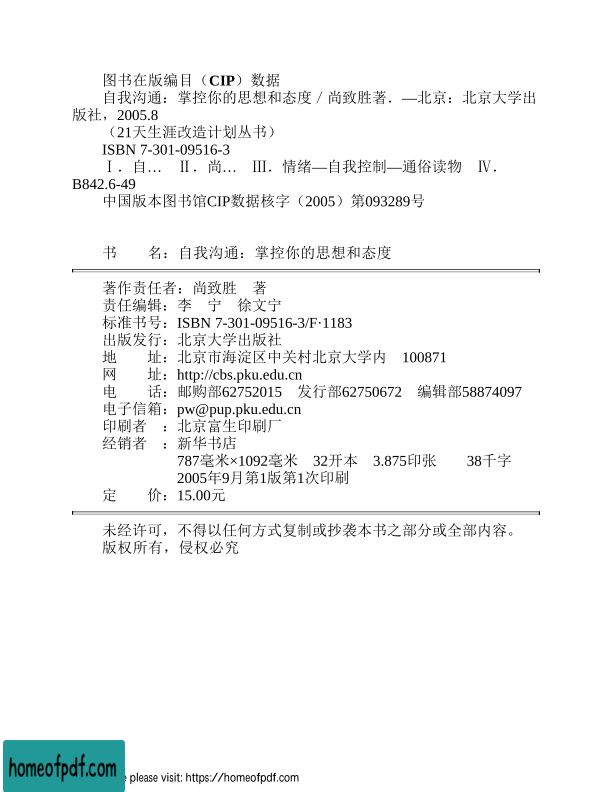 图书在版编目（CIP）数据
自我沟通：掌控你的思想和态度／尚致胜著．—北京：北京大学出
版社，2005.8
（21天生涯改造计划丛书）
ISBN 7-301-09516-3
Ⅰ．自…　Ⅱ．尚…　Ⅲ．情绪—自我控制—通俗读物　Ⅳ．
B842.6-49
中国版本图书馆CIP数据核字（2005）第093289号
书　　名：自我沟通：掌控你的思想和态度
著作责任者：尚致胜　著
责任编辑：李　宁　徐文宁
标准书号：ISBN 7-301-09516-3/F·1183
出版发行：北京大学出版社
地　　址：北京市海淀区中关村北京大学内　100871
网　　址：http://cbs.pku.edu.cn
电　　话：邮购部62752015　发行部62750672　编辑部58874097
电子信箱：pw@pup.pku.edu.cn
印刷者　：北京富生印刷厂
经销者　：新华书店
787毫米×1092毫米　32开本　3.875印张　　38千字
2005年9月第1版第1次印刷
定　　价：15.00元
未经许可，不得以任何方式复制或抄袭本书之部分或全部内容。
版权所有，侵权必究
homeofpdf.com
please visit: https://homeofpdf.com